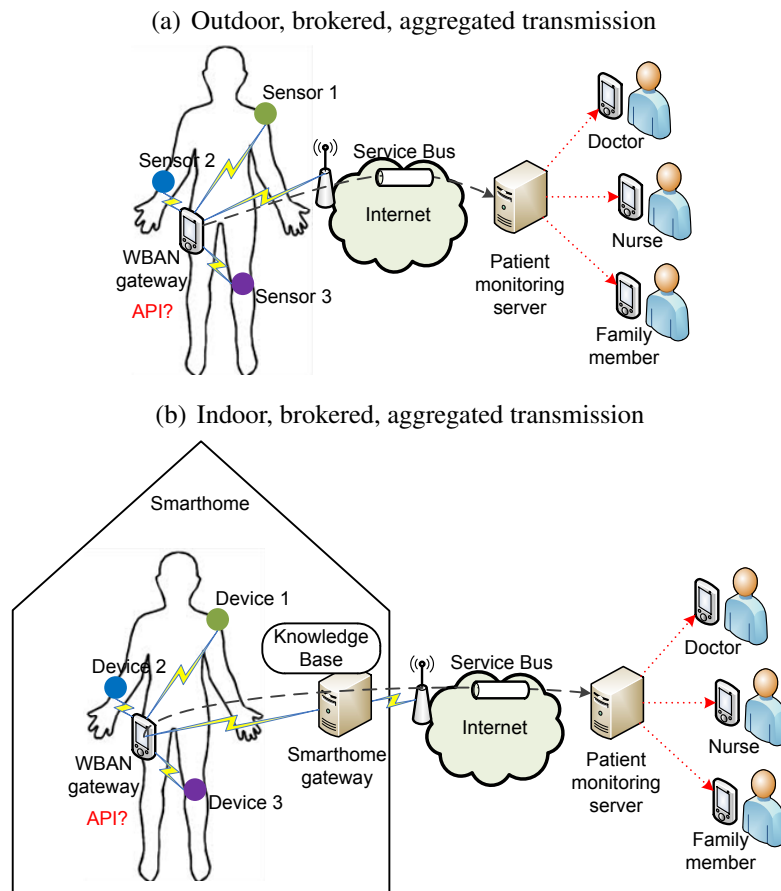 (a) Outdoor, brokered, aggregated transmission
Sensor 1
Sensor 2
Service Bus
Doctor
Internet
Nurse
WBAN
gateway
Sensor 3
API?
Patient
monitoring
server
Family
member
(b) Indoor, brokered, aggregated transmission
Smarthome
Device 1
Knowledge
Base
Device 2
Service Bus
Doctor
Internet
Nurse
WBAN
gateway
Smarthome
gateway
Device 3
API?
Patient
monitoring
server
Family
member